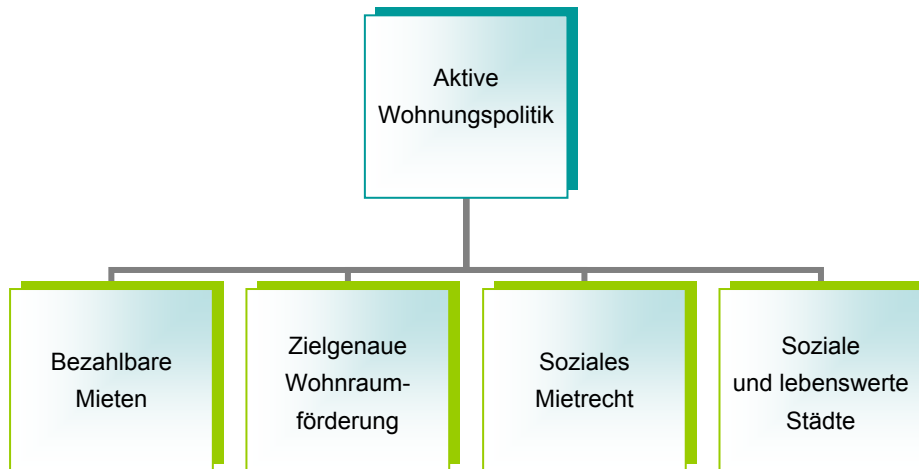 Aktive
Wohnungspolitik
Bezahlbare
Mieten
Zielgenaue
Wohnraum-
förderung
Soziales
Mietrecht
Soziale
und lebenswerte
Städte